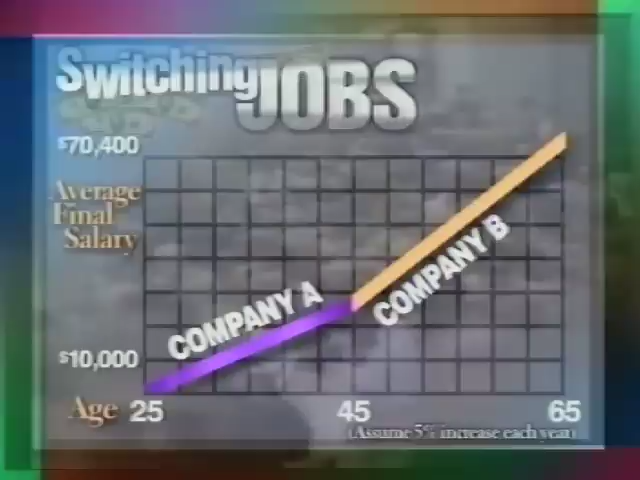 Switching JOBS
$70,400
Average
Final
Salary
COMPANY A
COMPANY B
$10,000
Age 25 45 65
(Assume 5% increase each year)